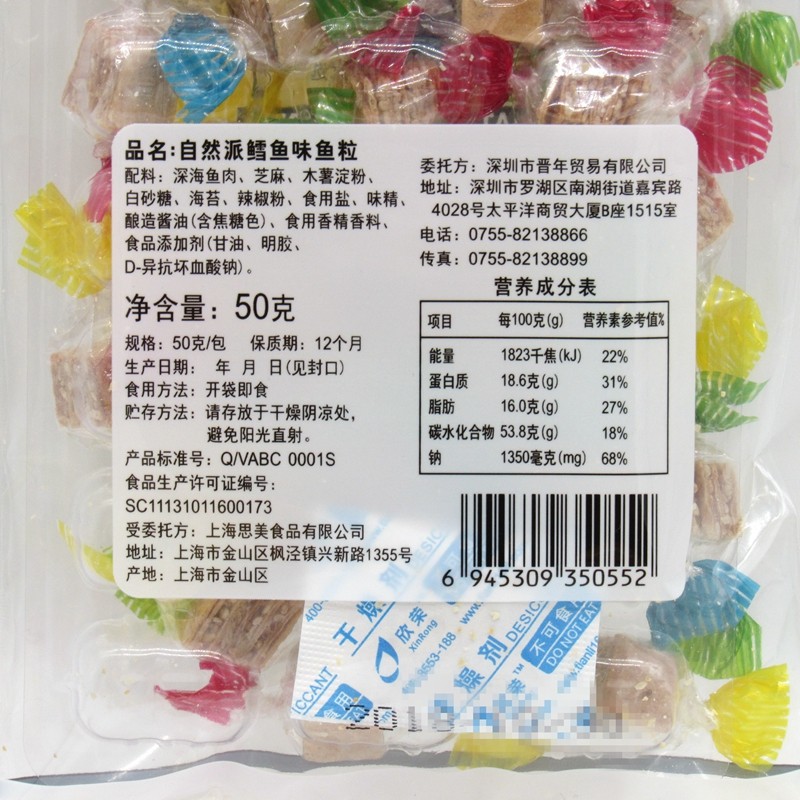 品名:自然派鳕鱼味鱼粒
配料：深海鱼肉、芝麻、木薯淀粉、
白砂糖、海苔、辣椒粉、食用盐、味精、
酿造酱油(含焦糖色)、食用香精香料、
食品添加剂(甘油、明胶、
D-异抗坏血酸钠)。
净含量：50克
规格：50克/包 保质期：12个月
生产日期： 年 月 日(见封口)
食用方法：开袋即食
贮存方法：请存放于干燥阴凉处，
避免阳光直射。
产品标准号：Q/VABC 0001S
食品生产许可证编号：
SC11131011600173
受委托方：上海思美食品有限公司
地址：上海市金山区枫泾镇兴新路1355号
产地：上海市金山区
委托方：深圳市晋年贸易有限公司
地址：深圳市罗湖区南湖街道嘉宾路
4028号太平洋商贸大厦B座1515室
电话：0755-82138866
传真：0755-82138899
营养成分表
项目 每100克(g) 营养素参考值%
能量 1823千焦(kJ) 22%
蛋白质 18.6克(g) 31%
脂肪 16.0克(g) 27%
碳水化合物 53.8克(g) 18%
钠 1350毫克(mg) 68%
6 945309 350552
干燥剂
欣荣
XinRong
燥剂
DESIC
不可食
DO NOT EAT
ICCANT
2018